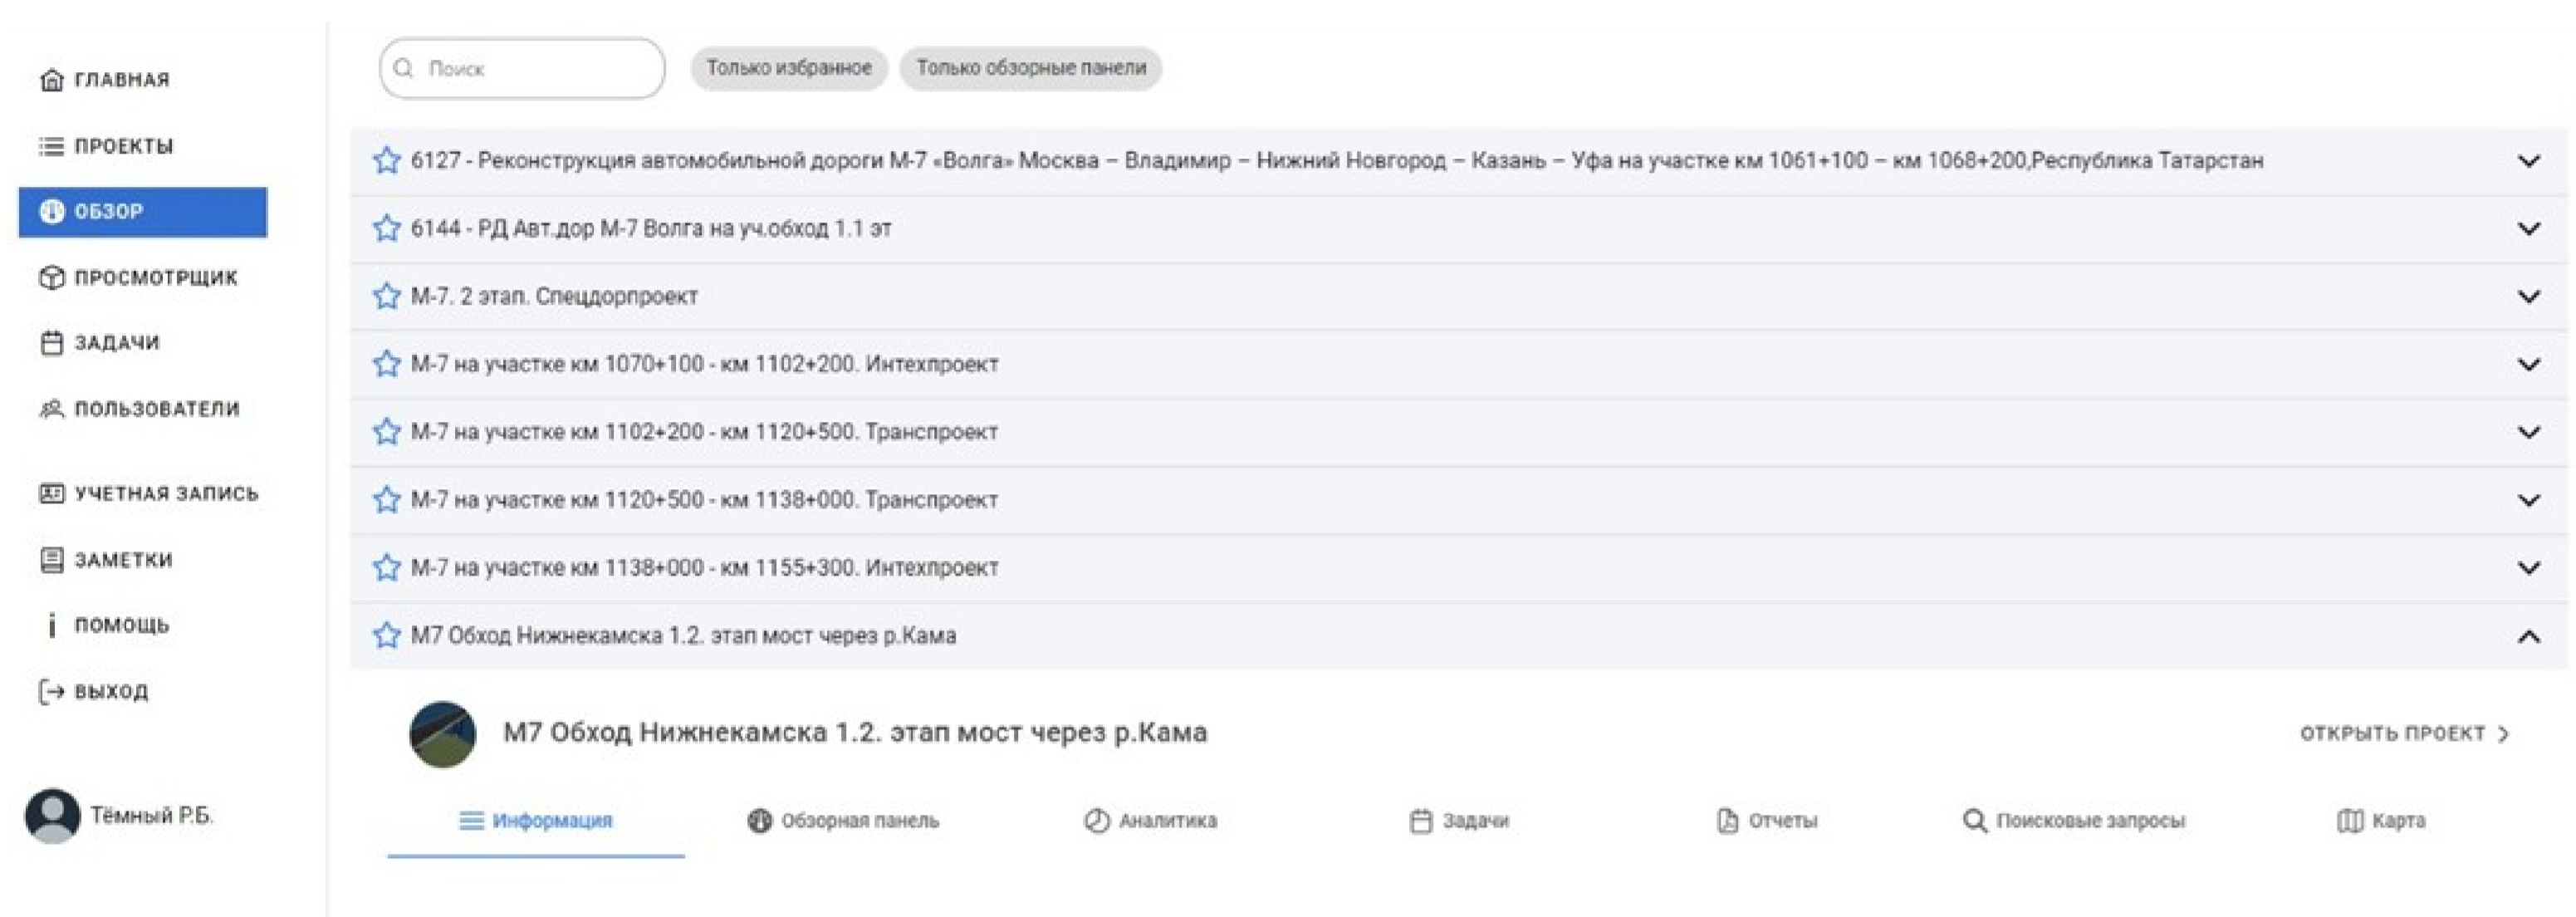 ГЛАВНАЯ
ПРОЕКТЫ
ОБЗОР
ПРОСМОТРЩИК
ЗАДАЧИ
ПОЛЬЗОВАТЕЛИ
УЧЕТНАЯ ЗАПИСЬ
ЗАМЕТКИ
ПОМОЩЬ
ВЫХОД
Тёмный Р.Б.
Поиск
Только избранное
Только обзорные панели
6127 - Реконструкция автомобильной дороги М-7 «Волга» Москва – Владимир – Нижний Новгород – Казань – Уфа на участке км 1061+100 – км 1068+200,Республика Татарстан
6144 - РД Авт.дор М-7 Волга на уч.обход 1.1 эт
М-7. 2 этап. Спецдорпроект
М-7 на участке км 1070+100 - км 1102+200. Интехпроект
М-7 на участке км 1102+200 - км 1120+500. Транспроект
М-7 на участке км 1120+500 - км 1138+000. Транспроект
М-7 на участке км 1138+000 - км 1155+300. Интехпроект
М7 Обход Нижнекамска 1.2. этап мост через р.Кама
М7 Обход Нижнекамска 1.2. этап мост через р.Кама
ОТКРЫТЬ ПРОЕКТ
Информация
Обзорная панель
Аналитика
Задачи
Отчеты
Поисковые запросы
Карта